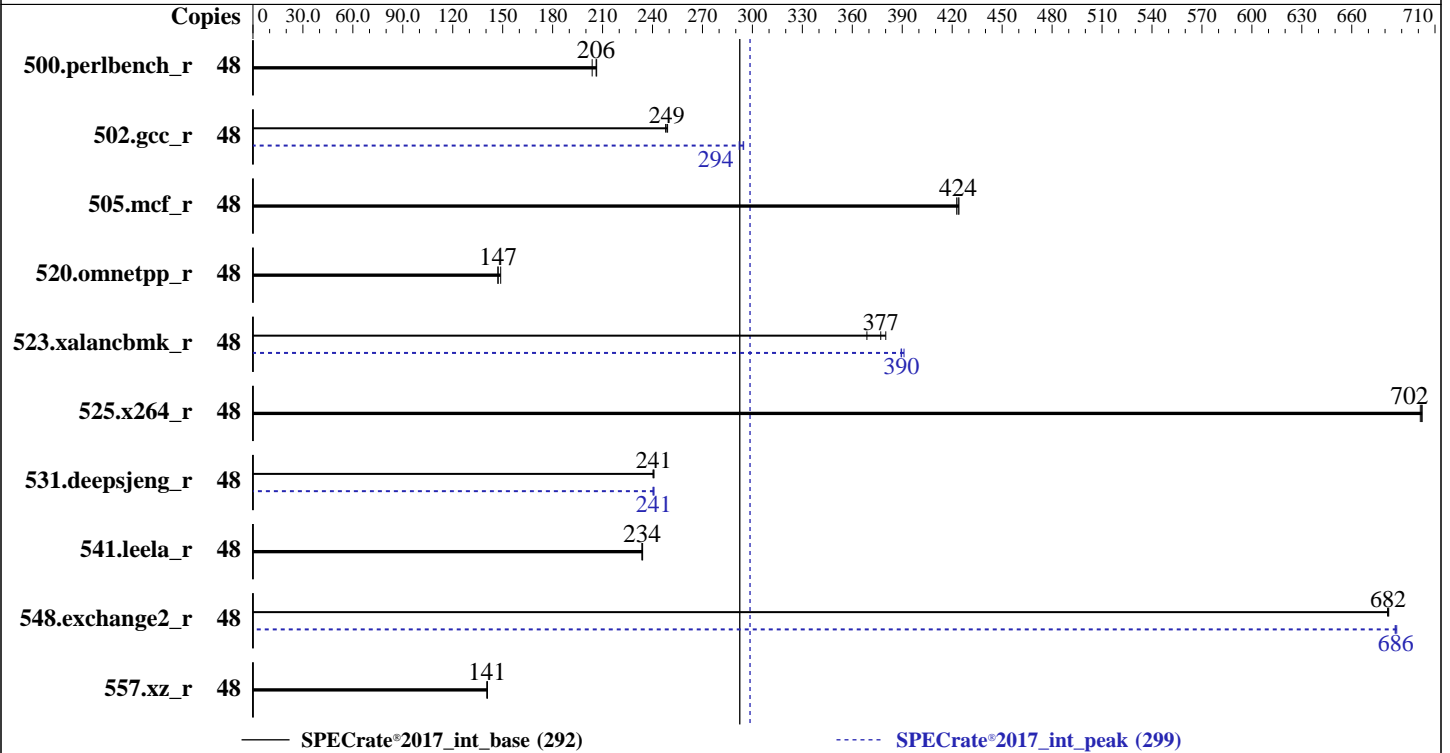 Copies 0 30.0 60.0 90.0 120 150 180 210 240 270 300 330 360 390 420 450 480 510 540 570 600 630 660 710
206
500.perlbench_r 48
249
502.gcc_r 48
294
424
505.mcf_r 48
147
520.omnetpp_r 48
377
523.xalancbmk_r 48
390
702
525.x264_r 48
241
531.deepsjeng_r 48
241
234
541.leela_r 48
682
548.exchange2_r 48
686
141
557.xz_r 48
SPECrate®2017_int_base (292) SPECrate®2017_int_peak (299)